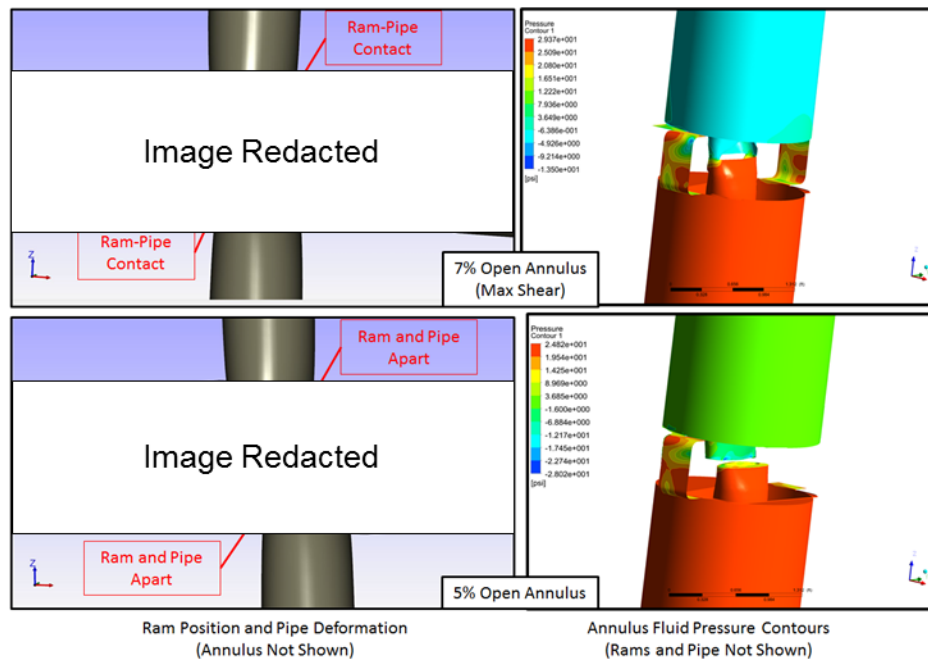 Ram-Pipe
Contact
Image Redacted
Ram-Pipe
Contact
Z
7% Open Annulus
(Max Shear)
Pressure
Contour 1
2.937e+001
2.509e+001
2.080e+001
1.651e+001
1.222e+001
7.936e+000
3.649e+000
-6.386e-001
-4.926e+000
-9.214e+000
-1.350e+001
[psi]
Ram and Pipe
Apart
Image Redacted
Ram and Pipe
Apart
Z
5% Open Annulus
Pressure
Contour 1
2.482e+001
1.954e+001
1.425e+001
8.969e+000
3.685e+000
-1.600e+000
-6.884e+000
-1.217e+001
-1.745e+001
-2.274e+001
-2.802e+001
[psi]
Ram Position and Pipe Deformation
(Annulus Not Shown)
Annulus Fluid Pressure Contours
(Rams and Pipe Not Shown)